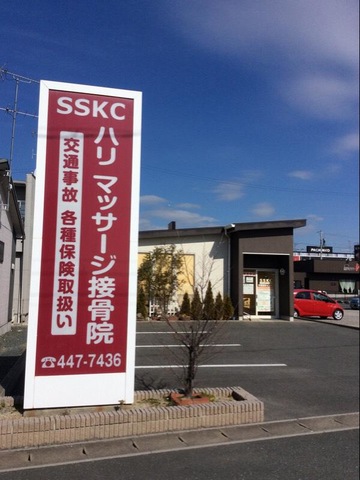 SSKC
ハリ マッサージ接骨院
交通事故 各種保険取扱い
☎447-7436
PACHINKO